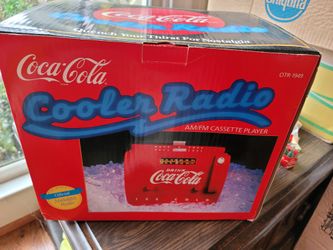 Coca-Cola
Quench Your Thirst For Nostalgia
Coca-Cola
OTR-1949
Cooler Radio
AM/FM CASSETTE PLAYER
DRINK
Coca-Cola